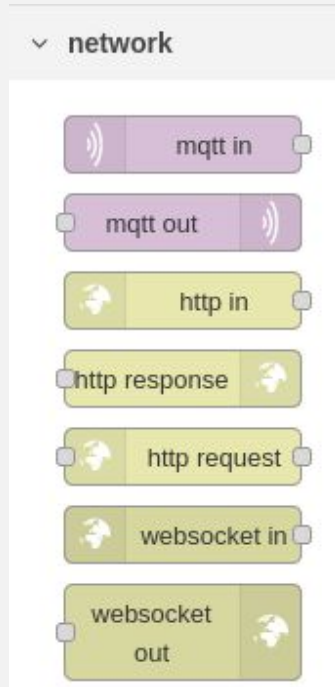 network
mqtt in
mqtt out
http in
http response
http request
websocket in
websocket
out